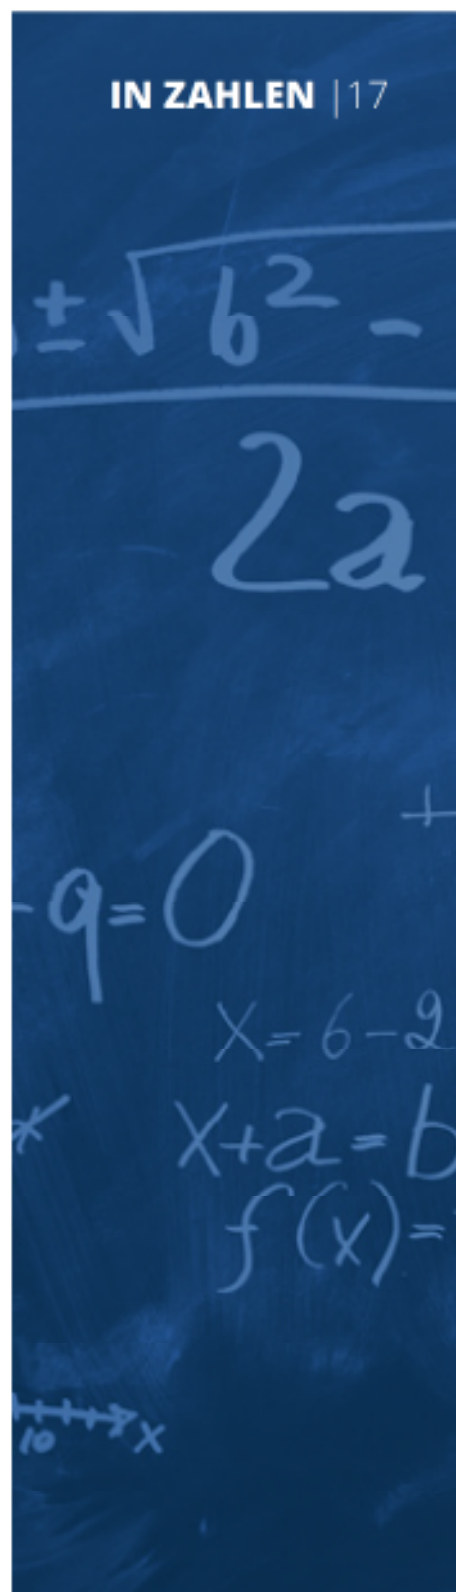 IN ZAHLEN |17
± √b² -
2a
+
-9=0
X=6-2
x
X+a=b
f(x)=
10
X